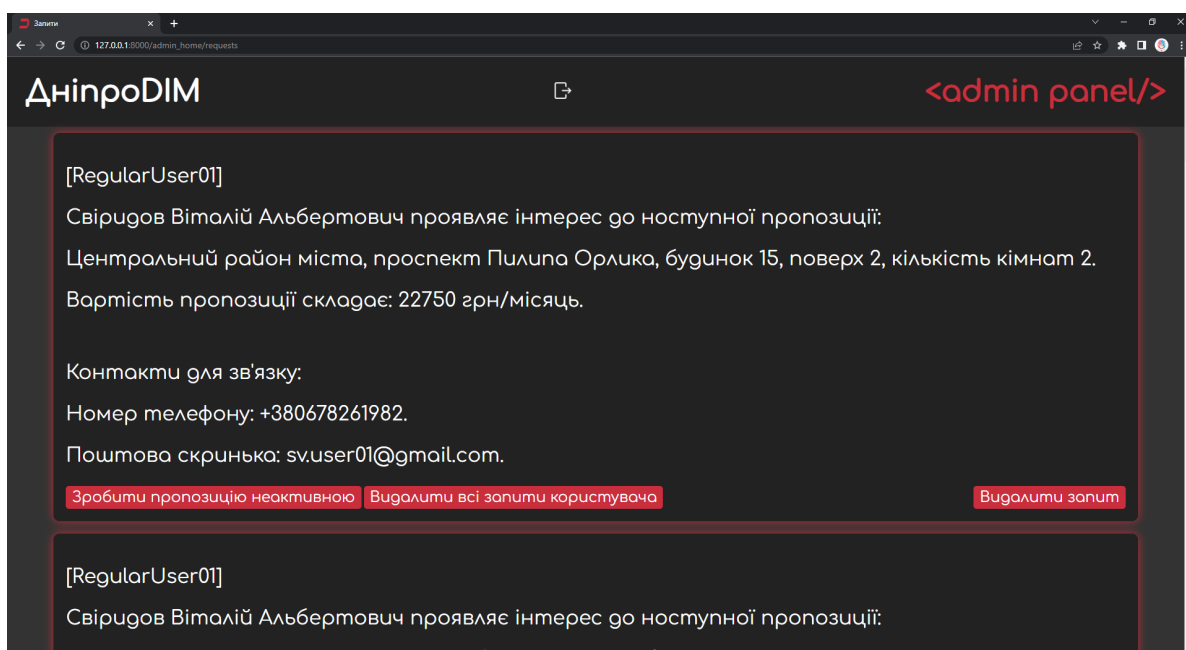 Запити
127.0.0.1:8000/admin_home/requests
ДніпроDIM
<admin panel/>
[RegularUser01]
Свіридов Віталій Альбертович проявляє інтерес до ноступної пропозиції:
Центральний район міста, проспект Пилипа Орлика, будинок 15, поверх 2, кількість кімнат 2.
Вартість пропозиції складає: 22750 грн/місяць.
Контакти для зв'язку:
Номер телефону: +380678261982.
Поштова скринька: sv.user01@gmail.com.
Зробити пропозицію неактивною Видалити всі запити користувача Видалити запит
[RegularUser01]
Свіридов Віталій Альбертович проявляє інтерес до ноступної пропозиції: